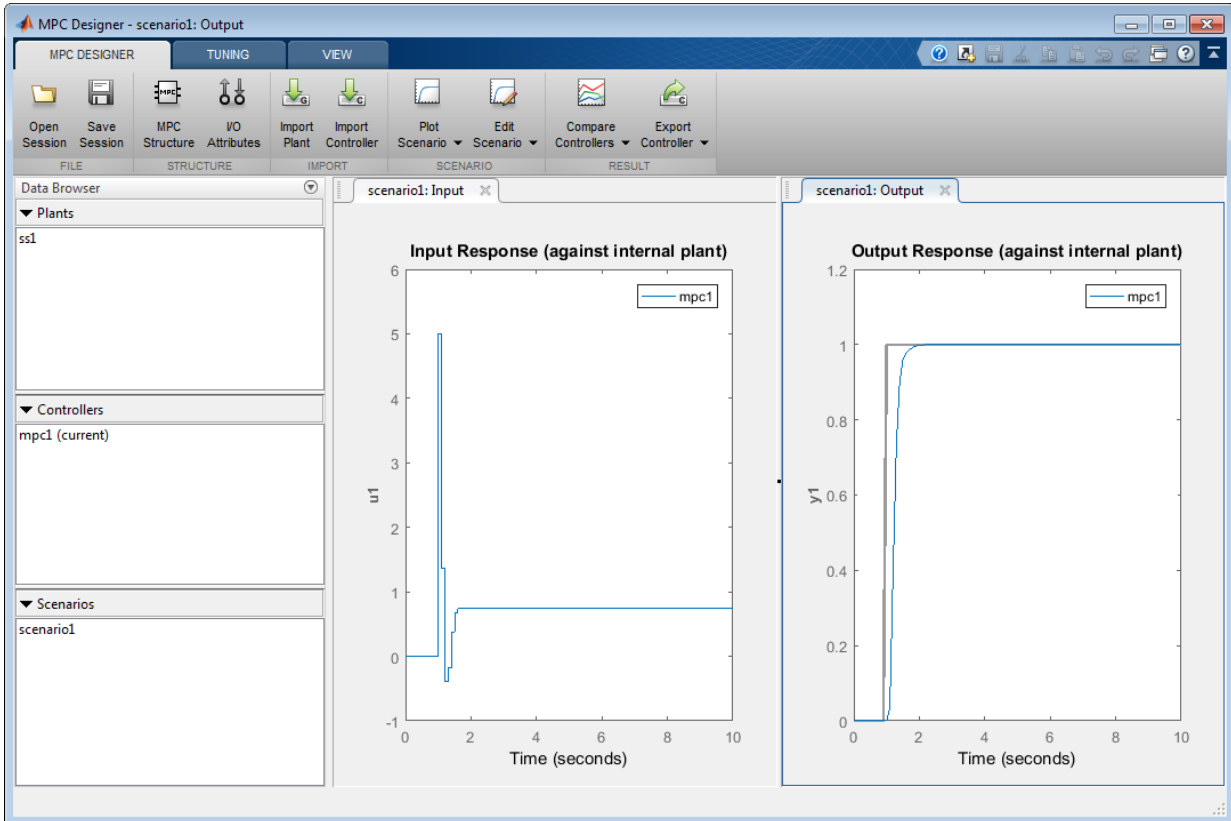 MPC Designer - scenario1: Output
MPC DESIGNER TUNING VIEW
Open Session
Save Session
MPC Structure
I/O Attributes
Import Plant
Import Controller
Plot Scenario
Edit Scenario
Compare Controllers
Export Controller
FILE STRUCTURE IMPORT SCENARIO RESULT
Data Browser
Plants
ss1
Controllers
mpc1 (current)
Scenarios
scenario1
scenario1: Input
Input Response (against internal plant)
mpc1
6
5
4
3
2
1
0
-1
u1
0 2 4 6 8 10
Time (seconds)
scenario1: Output
Output Response (against internal plant)
mpc1
1.2
1
0.8
0.6
0.4
0.2
0
y1
0 2 4 6 8 10
Time (seconds)